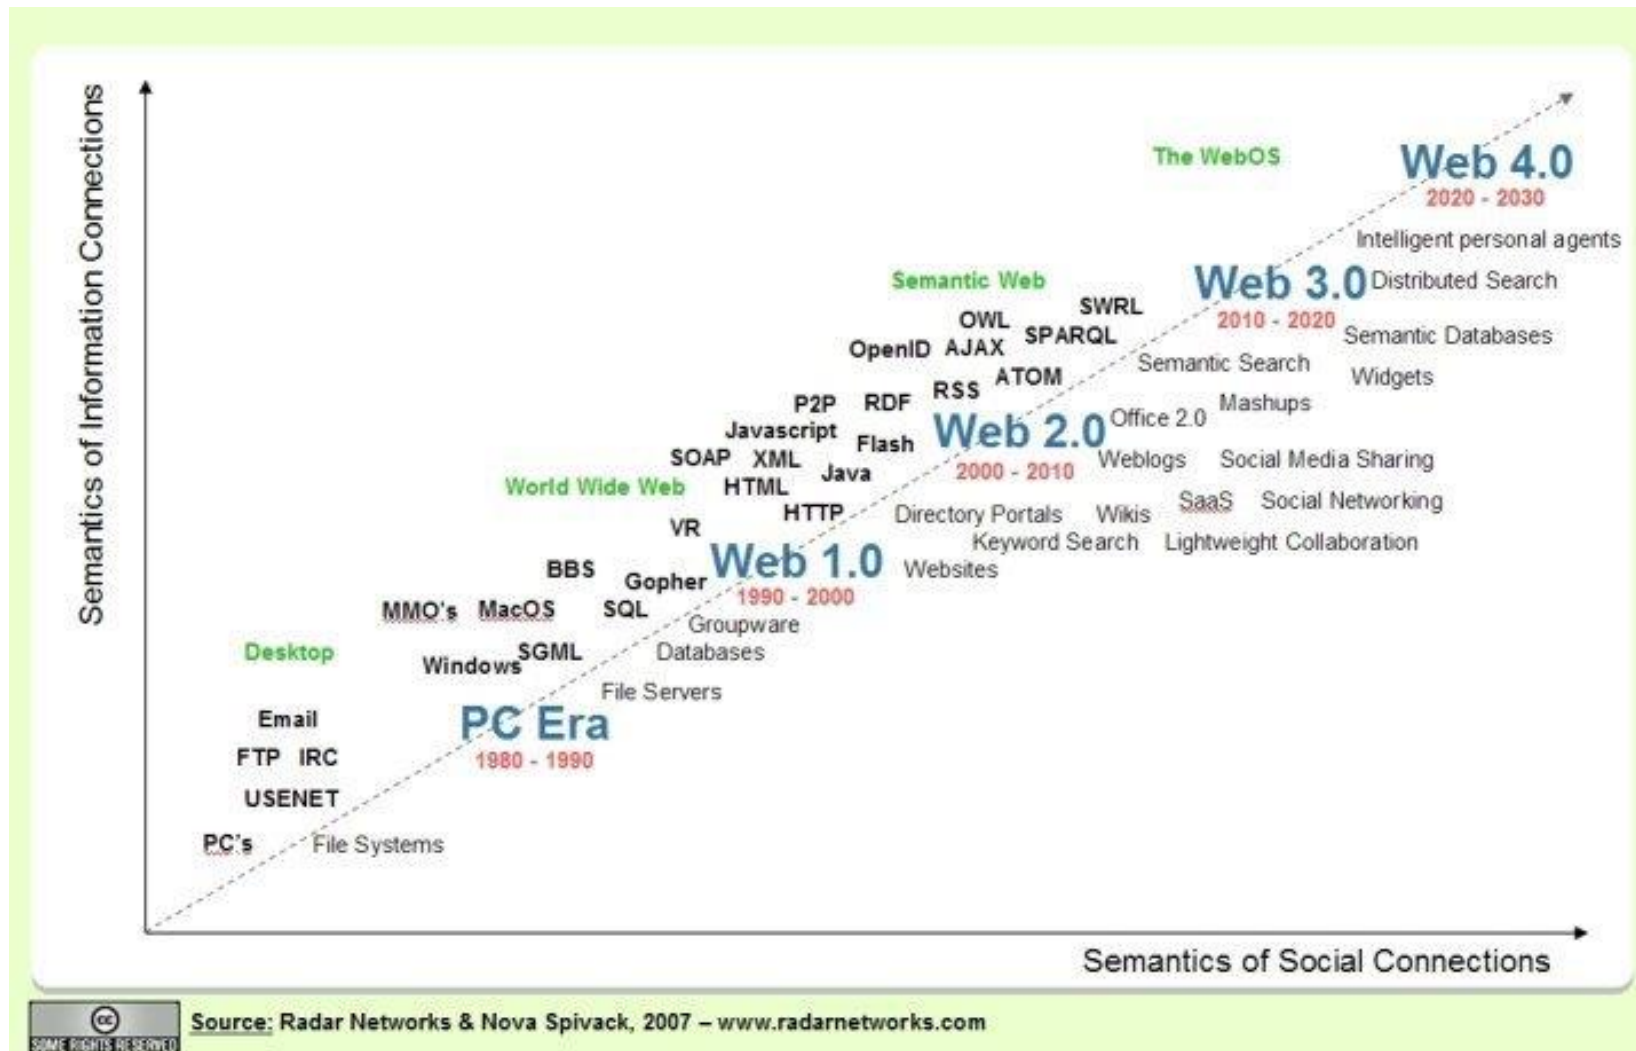 Semantics of Information Connections
The WebOS
Web 4.0
2020 - 2030
Intelligent personal agents
Semantic Web
Web 3.0
Distributed Search
SWRL
2010 - 2020
OWL
SPARQL
Semantic Databases
OpenID
AJAX
Semantic Search
ATOM
Widgets
RSS
P2P
RDF
Mashups
Office 2.0
Javascript
Web 2.0
Flash
SOAP
XML
2000 - 2010
Weblogs
Social Media Sharing
Java
World Wide Web
HTML
SaaS
Social Networking
HTTP
Directory Portals
Wikis
VR
Keyword Search
Lightweight Collaboration
Web 1.0
BBS
Websites
Gopher
1990 - 2000
MMO's
MacOS
SQL
Groupware
Desktop
SGML
Databases
Windows
File Servers
Email
PC Era
FTP
IRC
1980 - 1990
USENET
PC's
File Systems
Semantics of Social Connections
cc
SOME RIGHTS RESERVED
Source: Radar Networks & Nova Spivack, 2007 – www.radarnetworks.com